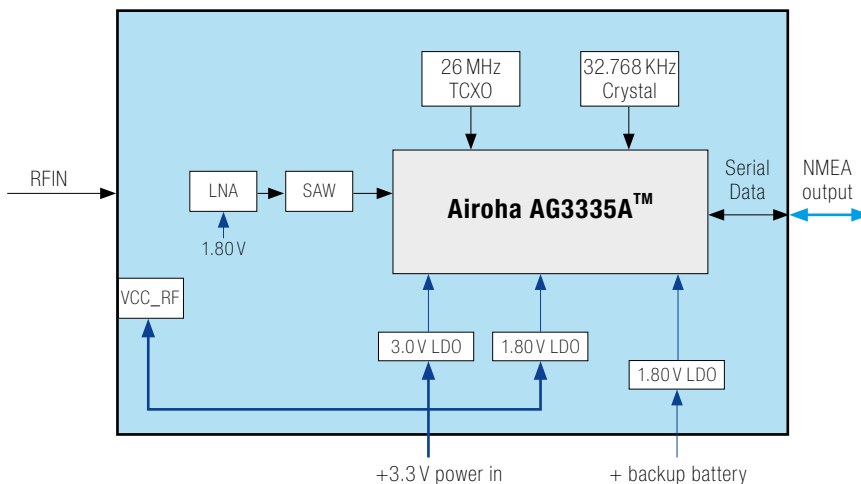 26 MHz
TCXO
32.768 KHz
Crystal
RFIN
LNA
SAW
Airoha AG3335A™
Serial
Data
NMEA
output
1.80 V
VCC_RF
3.0 V LDO
1.80 V LDO
1.80 V LDO
+3.3 V power in
+ backup battery